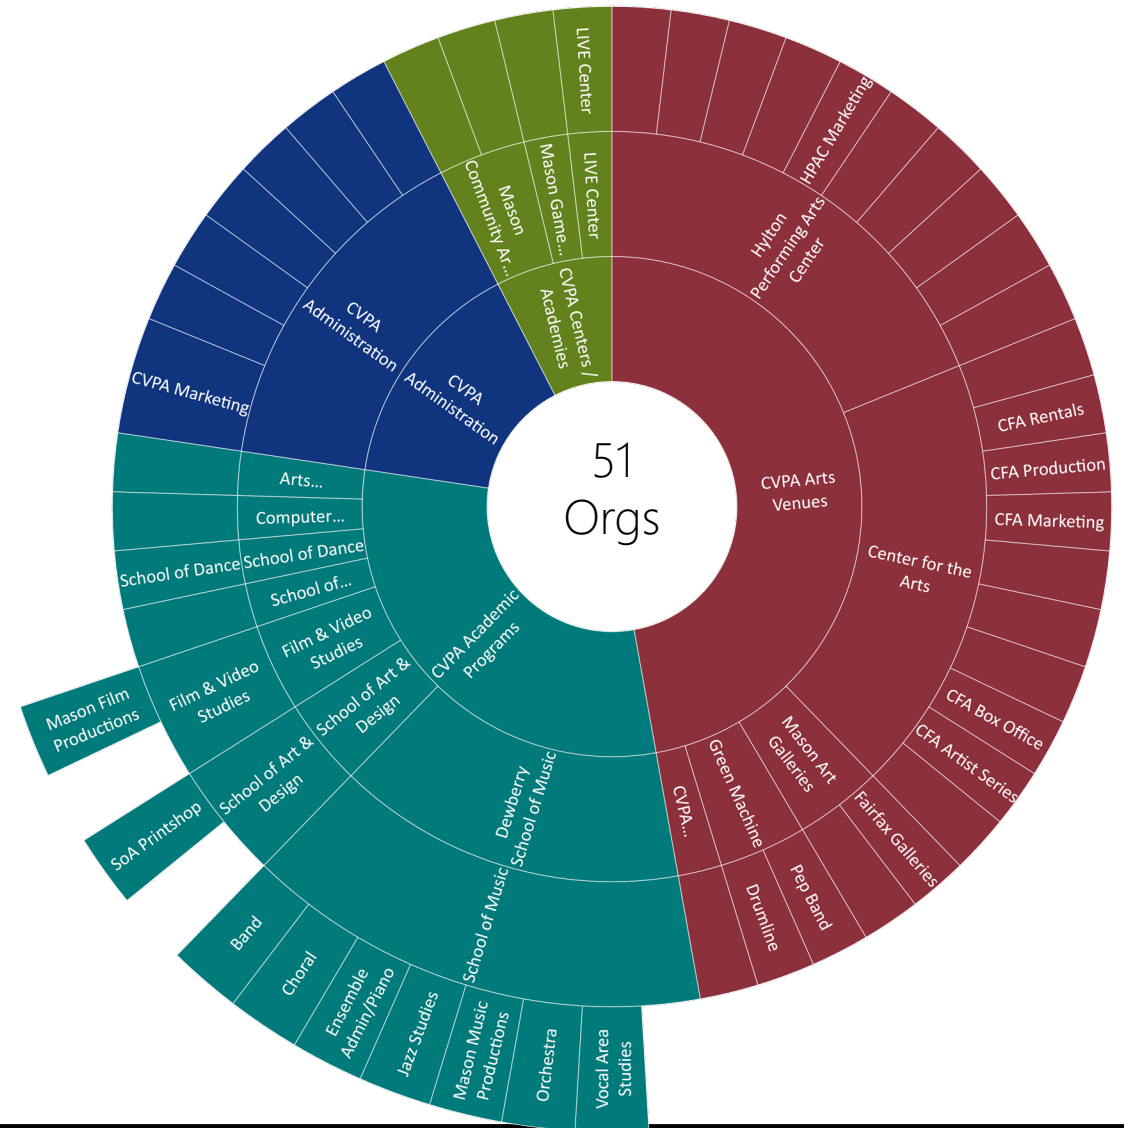 51
Orgs
CVPA Arts
Venues
Hylton
Performing Arts
Center
HPAC Marketing
Center for the
Arts
CFA Rentals
CFA Production
CFA Marketing
CFA Box Office
CFA Artist Series
Mason Art
Galleries
Fairfax Galleries
Green Machine
Pep Band
Drumline
CVPA...
CVPA Academic
Programs
Dewberry
School of Music
School of Music
Vocal Area
Studies
Orchestra
Mason Music
Productions
Jazz Studies
Ensemble
Admin/Piano
Choral
Band
School of Art &
Design
School of Art &
Design
SoA Printshop
Film & Video
Studies
Film & Video
Studies
Mason Film
Productions
School of...
School of Dance
School of Dance
Computer...
Arts...
CVPA
Administration
CVPA
Administration
CVPA Marketing
CVPA Centers /
Academies
Mason
Community Ar...
Mason Game...
LIVE Center
LIVE Center